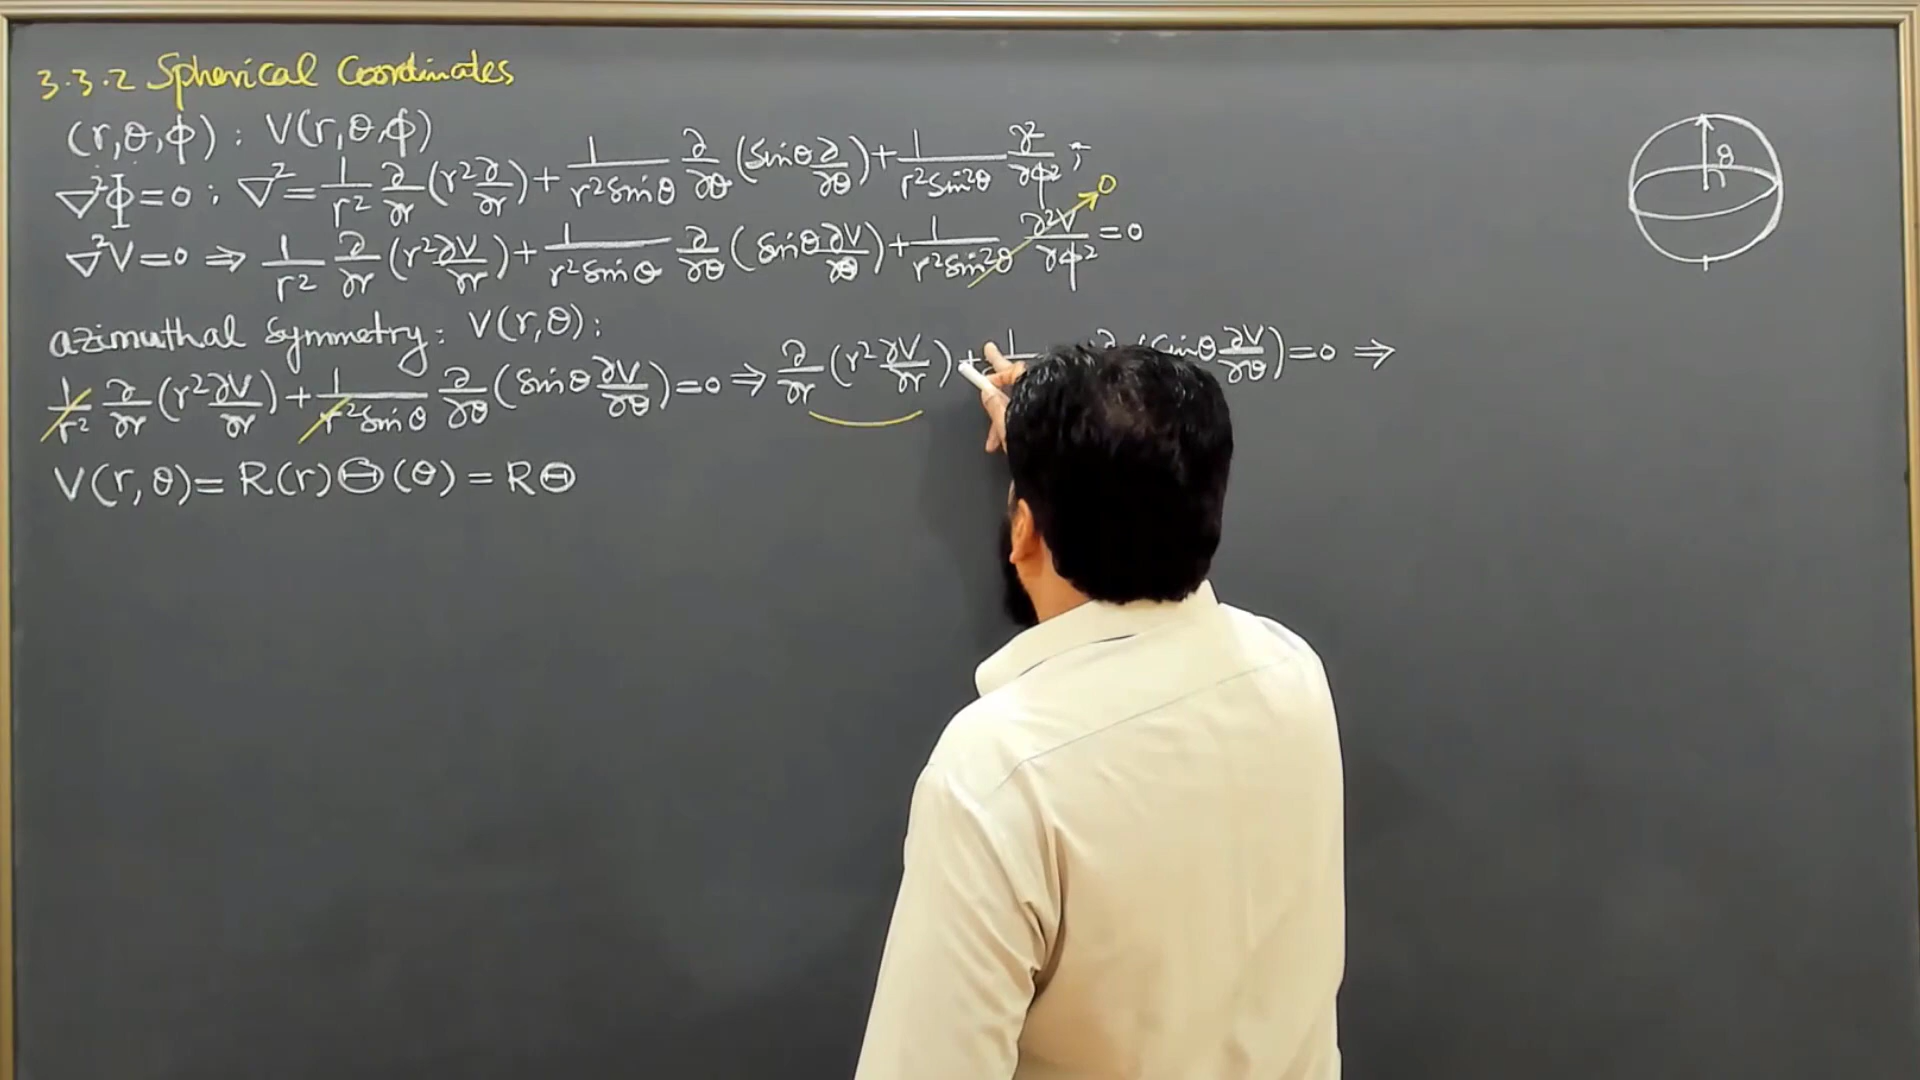 3.3.2 Spherical Coordinates
(r,θ,ϕ) : V(r,θ,ϕ)
∇²Φ=0 : ∇²= 1/r² ∂/∂r (r² ∂/∂r) + 1/(r² sinθ) ∂/∂θ (sinθ ∂/∂θ) + 1/(r² sin²θ) ∂²/∂ϕ² ;
0
∇²V=0 ⇒ 1/r² ∂/∂r (r² ∂V/∂r) + 1/(r² sinθ) ∂/∂θ (sinθ ∂V/∂θ) + 1/(r² sin²θ) ∂²V/∂ϕ² =0
azimuthal symmetry: V(r,θ):
1/r² ∂/∂r (r² ∂V/∂r) + 1/(r² sinθ) ∂/∂θ (sinθ ∂V/∂θ) =0 ⇒ ∂/∂r (r² ∂V/∂r) + 1 ∂ (sinθ ∂V/∂θ) =0 ⇒
V(r,θ)= R(r)Θ(θ) = RΘ
θ